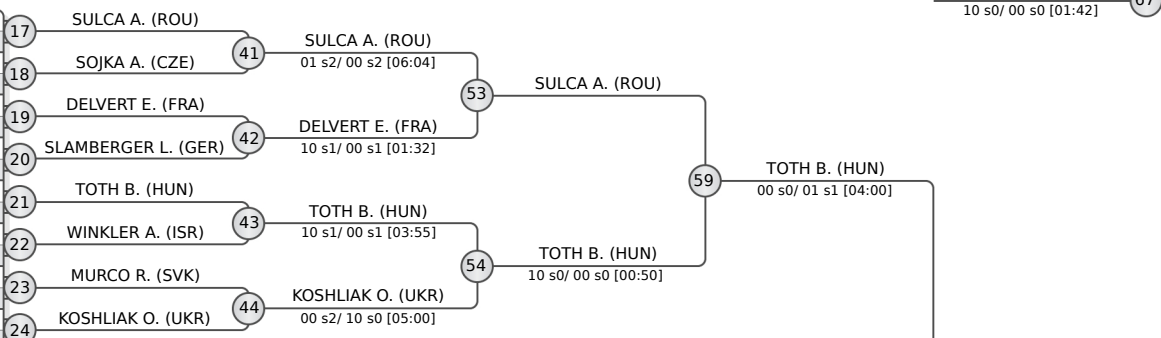 10 s0/ 00 s0 [01:42]
67
17
SULCA A. (ROU)
18
SOJKA A. (CZE)
41
SULCA A. (ROU)
01 s2/ 00 s2 [06:04]
53
SULCA A. (ROU)
19
DELVERT E. (FRA)
20
SLAMBERGER L. (GER)
42
DELVERT E. (FRA)
10 s1/ 00 s1 [01:32]
59
TOTH B. (HUN)
00 s0/ 01 s1 [04:00]
21
TOTH B. (HUN)
22
WINKLER A. (ISR)
43
TOTH B. (HUN)
10 s1/ 00 s1 [03:55]
54
TOTH B. (HUN)
10 s0/ 00 s0 [00:50]
23
MURCO R. (SVK)
24
KOSHLIAK O. (UKR)
44
KOSHLIAK O. (UKR)
00 s2/ 10 s0 [05:00]